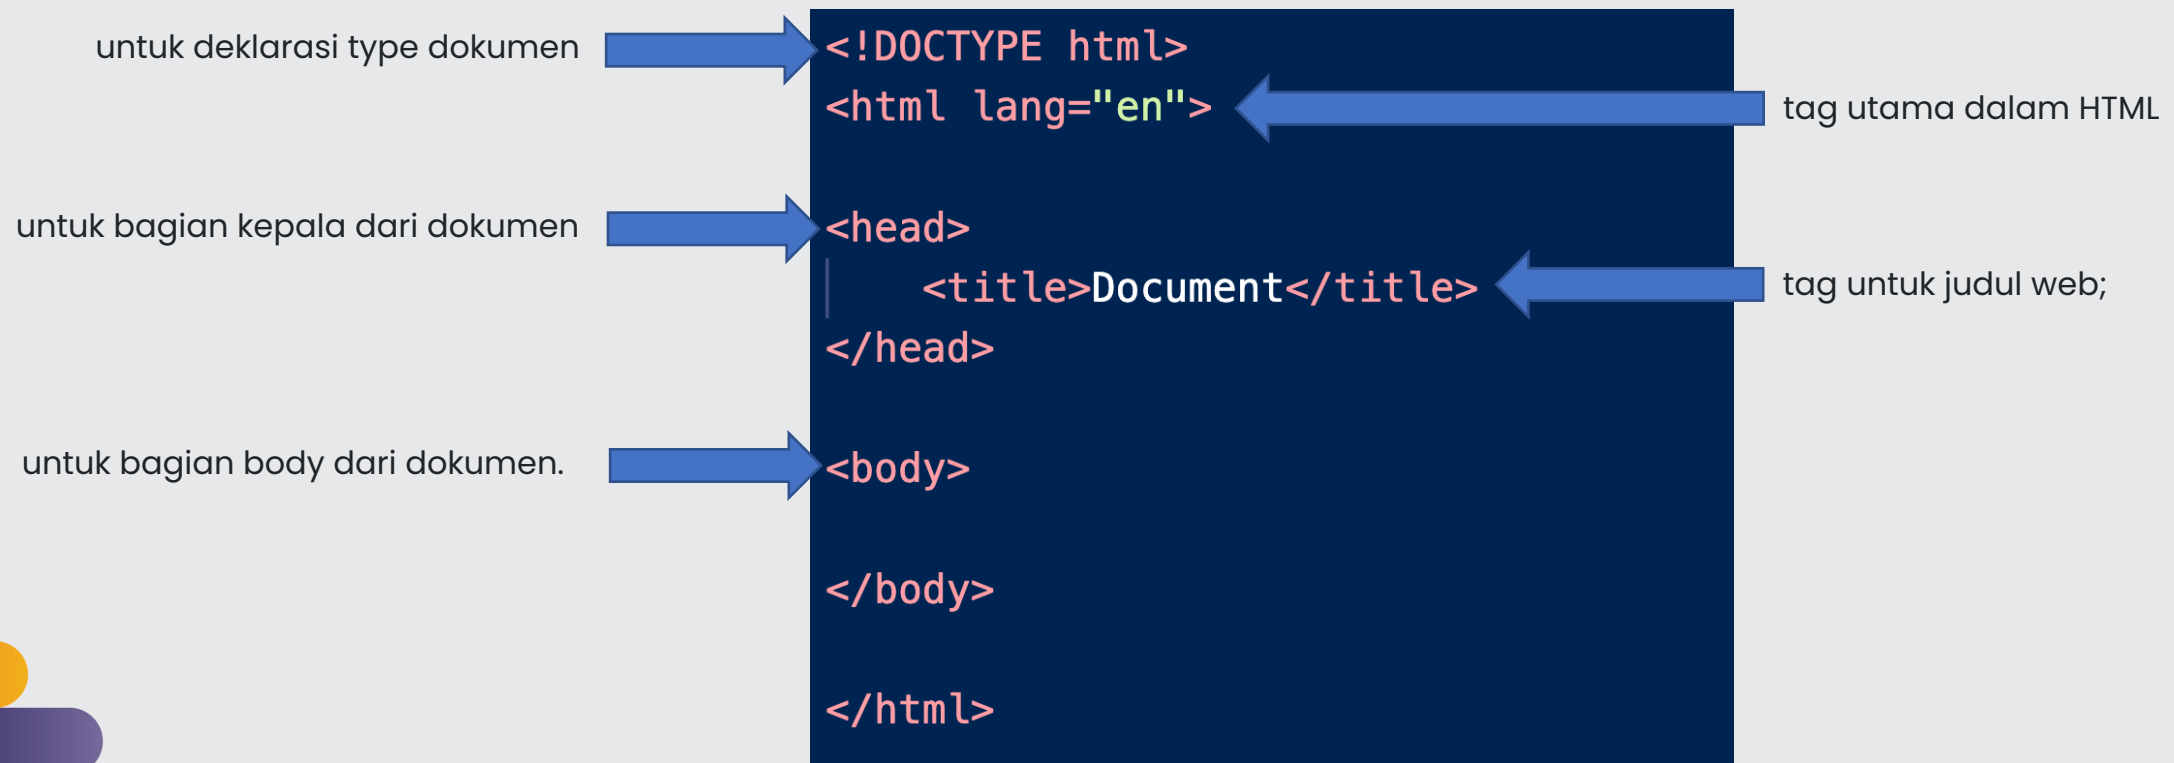 untuk deklarasi type dokumen
<!DOCTYPE html>
<html lang="en">
tag utama dalam HTML
untuk bagian kepala dari dokumen
<head>
<title>Document</title>
tag untuk judul web;
</head>
untuk bagian body dari dokumen.
<body>
</body>
</html>